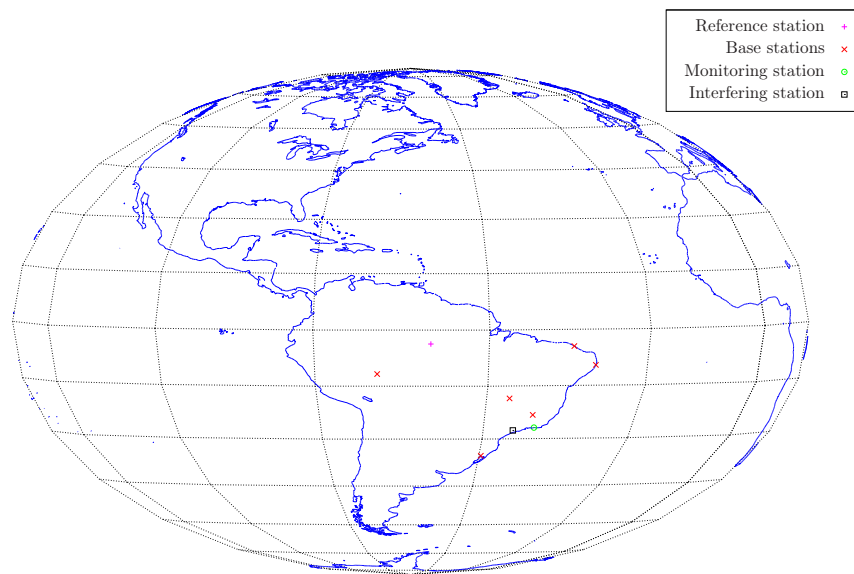 Reference station
Base stations
Monitoring station
Interfering station